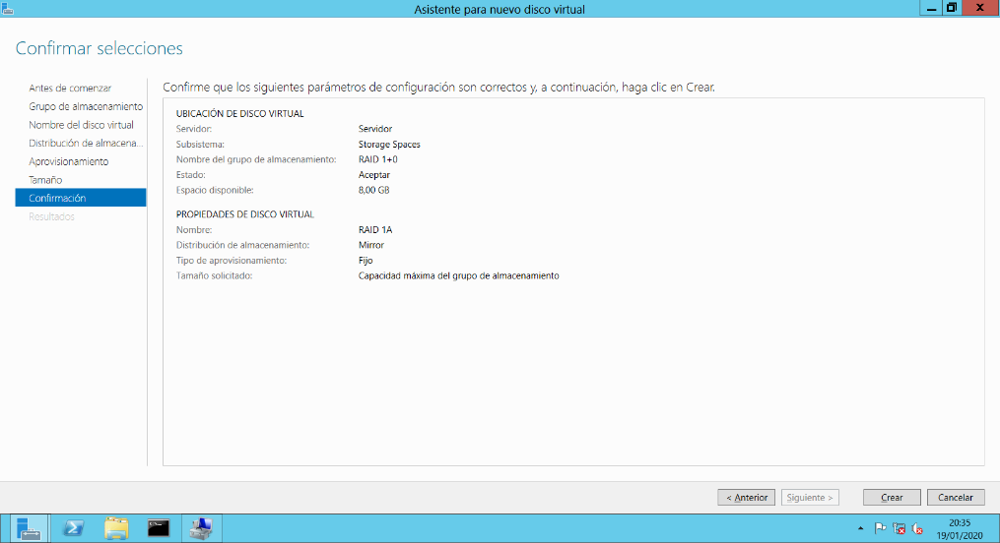 Asistente para nuevo disco virtual
Confirmar selecciones
Antes de comenzar
Grupo de almacenamiento
Nombre del disco virtual
Distribución de almacena...
Aprovisionamiento
Tamaño
Confirmación
Resultados
Confirme que los siguientes parámetros de configuración son correctos y, a continuación, haga clic en Crear.
UBICACIÓN DE DISCO VIRTUAL
Servidor: Servidor
Subsistema: Storage Spaces
Nombre del grupo de almacenamiento: RAID 1+0
Estado: Aceptar
Espacio disponible: 8,00 GB
PROPIEDADES DE DISCO VIRTUAL
Nombre: RAID 1A
Distribución de almacenamiento: Mirror
Tipo de aprovisionamiento: Fijo
Tamaño solicitado: Capacidad máxima del grupo de almacenamiento
< Anterior Siguiente > Crear Cancelar
20:35
19/01/2020